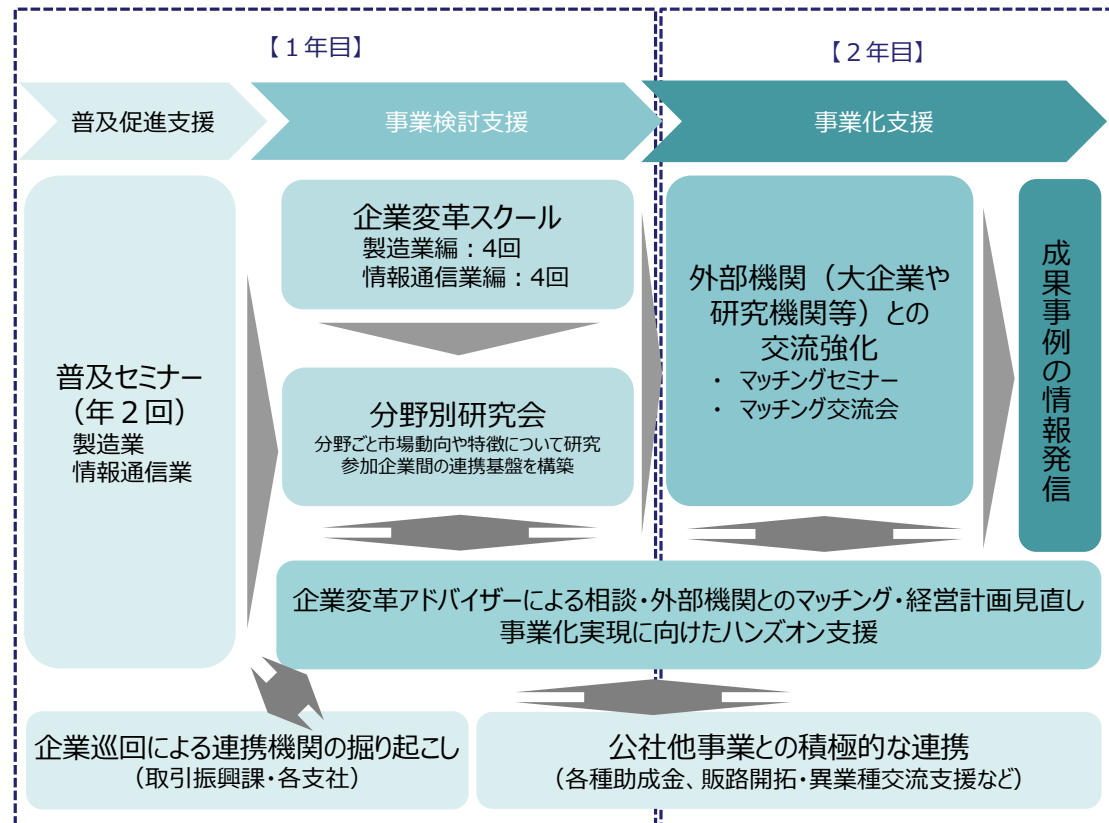 【１年目】
【２年目】
普及促進支援
事業検討支援
事業化支援
普及セミナー
（年２回）
製造業
情報通信業
企業変革スクール
製造業編：4回
情報通信業編：4回
分野別研究会
分野ごと市場動向や特徴について研究
参加企業間の連携基盤を構築
外部機関（大企業や
研究機関等）との
交流強化
・ マッチングセミナー
・ マッチング交流会
成果事例の情報発信
企業変革アドバイザーによる相談・外部機関とのマッチング・経営計画見直し
事業化実現に向けたハンズオン支援
企業巡回による連携機関の掘り起こし
（取引振興課・各支社）
公社他事業との積極的な連携
（各種助成金、販路開拓・異業種交流支援など）